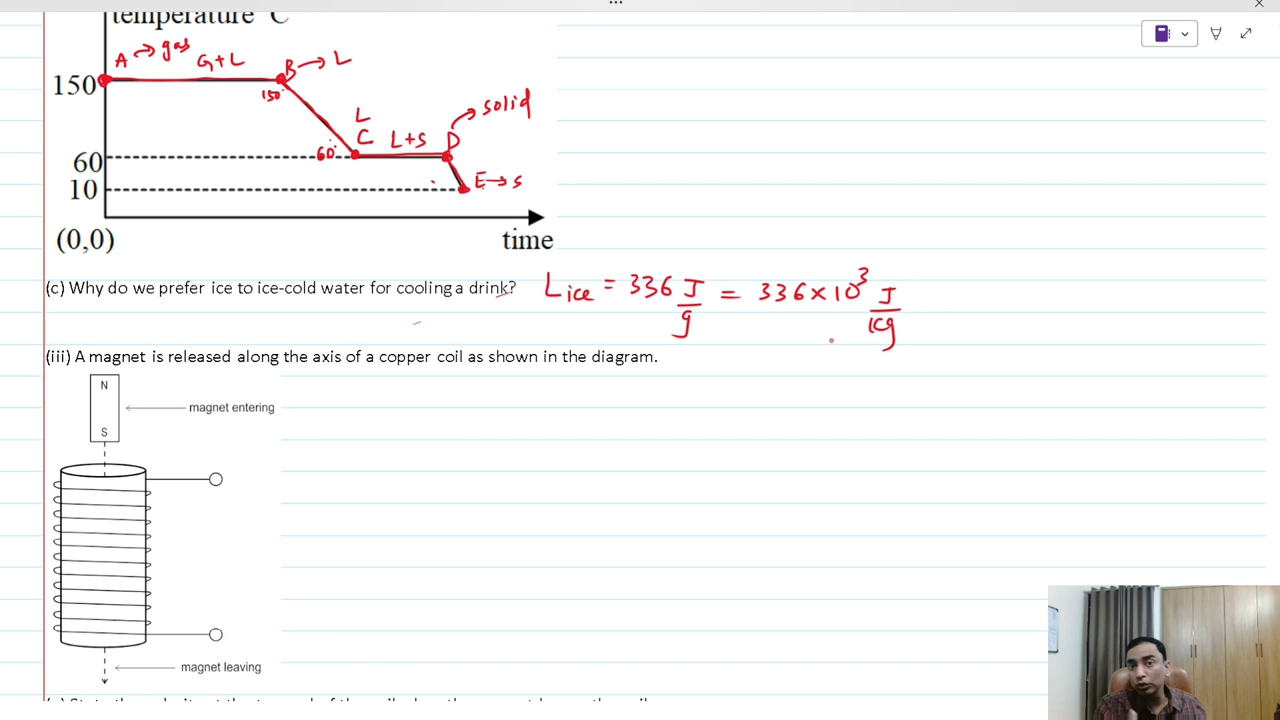 temperature °C
A → gas
G+L
B → L
150
150°
L
C
L+S
D → solid
60
60°
10
E → S
(0,0)
time
(c) Why do we prefer ice to ice-cold water for cooling a drink?
L ice = 336 J/g = 336 × 10³ J/kg
(iii) A magnet is released along the axis of a copper coil as shown in the diagram.
N
magnet entering
S
magnet leaving